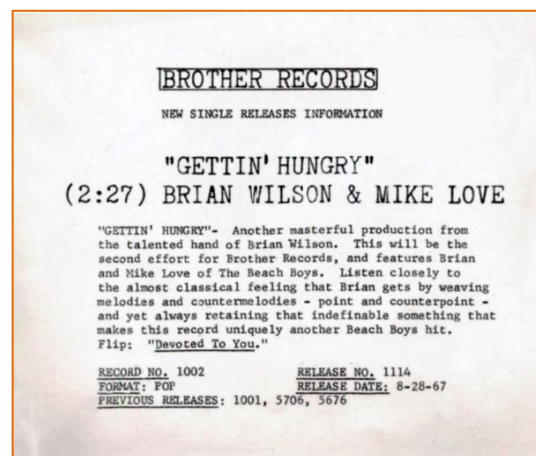 BROTHER RECORDS
NEW SINGLE RELEASES INFORMATION
"GETTIN' HUNGRY"
(2:27) BRIAN WILSON & MIKE LOVE
"GETTIN' HUNGRY"- Another masterful production from
the talented hand of Brian Wilson. This will be the
second effort for Brother Records, and features Brian
and Mike Love of The Beach Boys. Listen closely to
the almost classical feeling that Brian gets by weaving
melodies and countermelodies - point and counterpoint -
and yet always retaining that indefinable something that
makes this record uniquely another Beach Boys hit.
Flip: "Devoted To You."
RECORD NO. 1002 RELEASE NO. 1114
FORMAT: POP RELEASE DATE: 8-28-67
PREVIOUS RELEASES: 1001, 5706, 5676